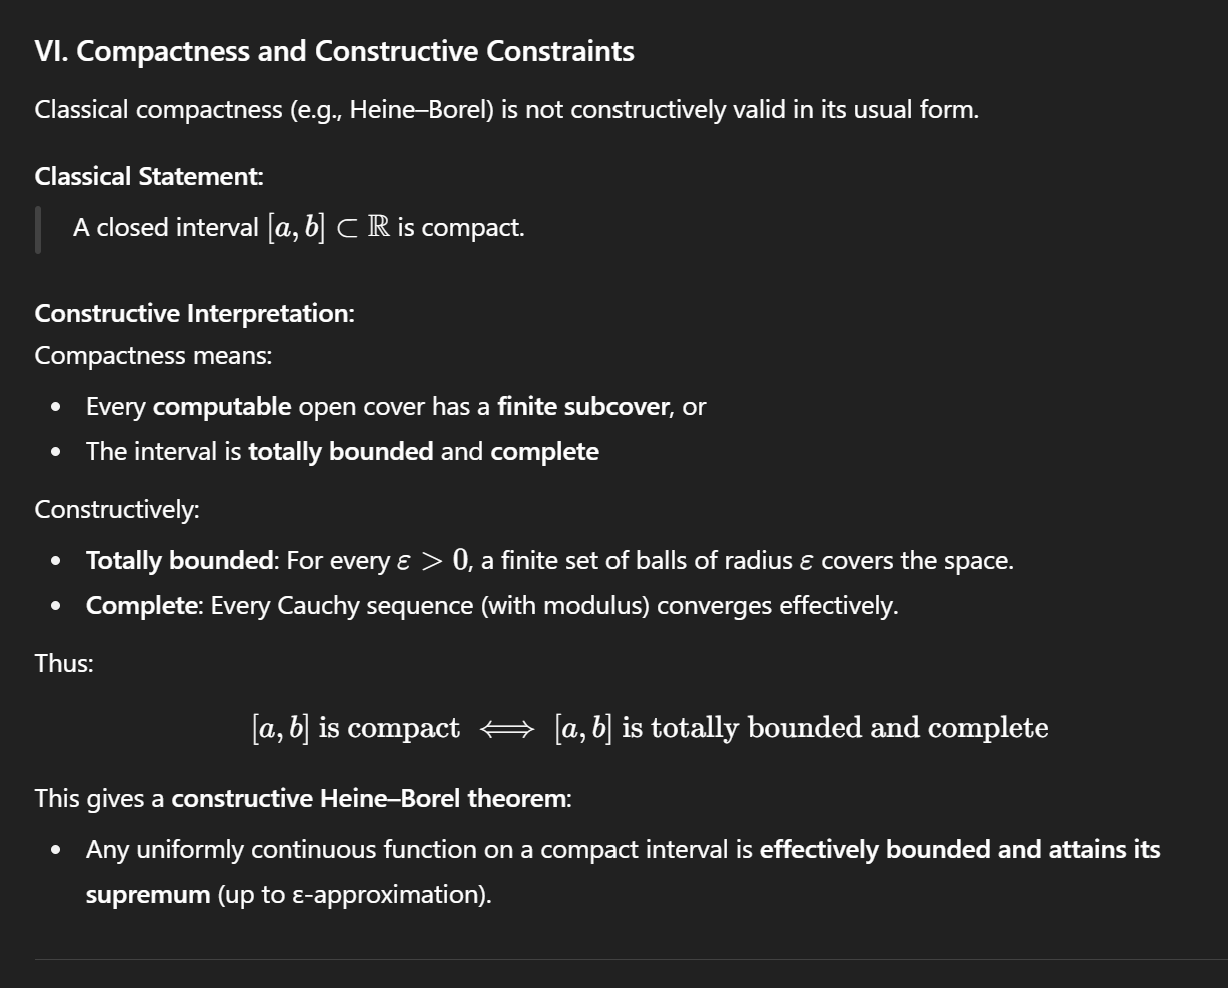 VI. Compactness and Constructive Constraints
Classical compactness (e.g., Heine–Borel) is not constructively valid in its usual form.
Classical Statement:
A closed interval [a, b] ⊂ ℝ is compact.
Constructive Interpretation:
Compactness means:
• Every computable open cover has a finite subcover, or
• The interval is totally bounded and complete
Constructively:
• Totally bounded: For every ε > 0, a finite set of balls of radius ε covers the space.
• Complete: Every Cauchy sequence (with modulus) converges effectively.
Thus:
[a, b] is compact ⟺ [a, b] is totally bounded and complete
This gives a constructive Heine–Borel theorem:
• Any uniformly continuous function on a compact interval is effectively bounded and attains its
supremum (up to ε-approximation).